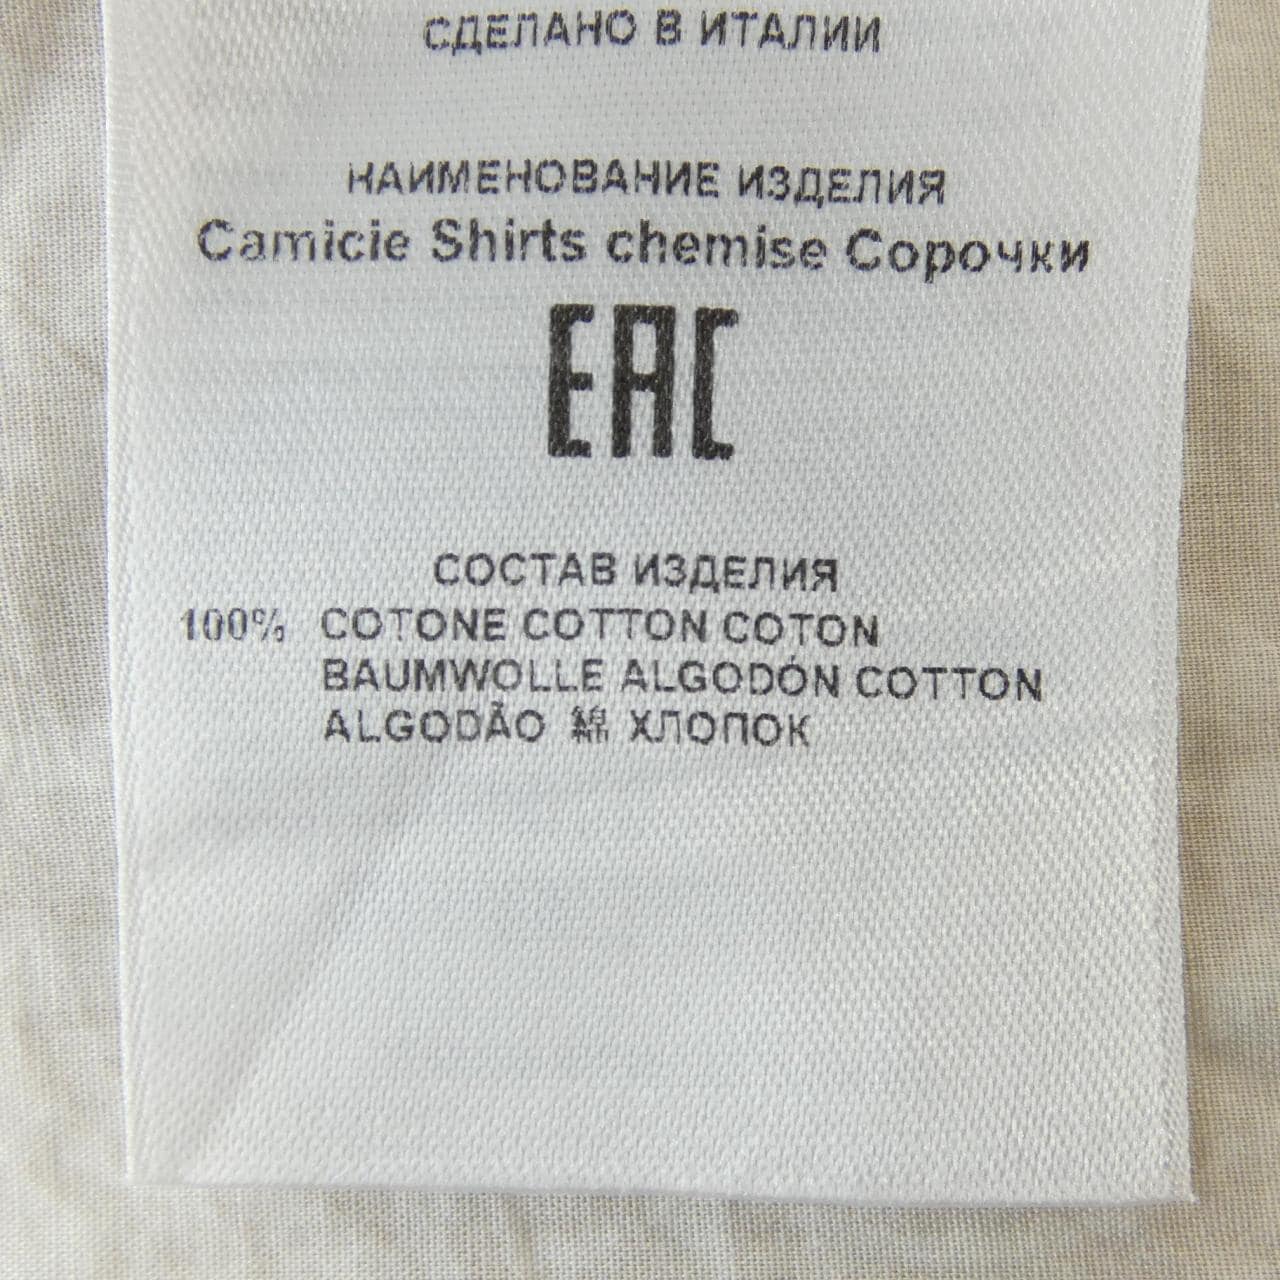 СДЕЛАНО В ИТАЛИИ
НАИМЕНОВАНИЕ ИЗДЕЛИЯ
Camicie Shirts chemise Сорочки
EAC
СОСТАВ ИЗДЕЛИЯ
100% COTONE COTTON COTON
BAUMWOLLE ALGODÓN COTTON
ALGODÃO 綿 ХЛОПОК